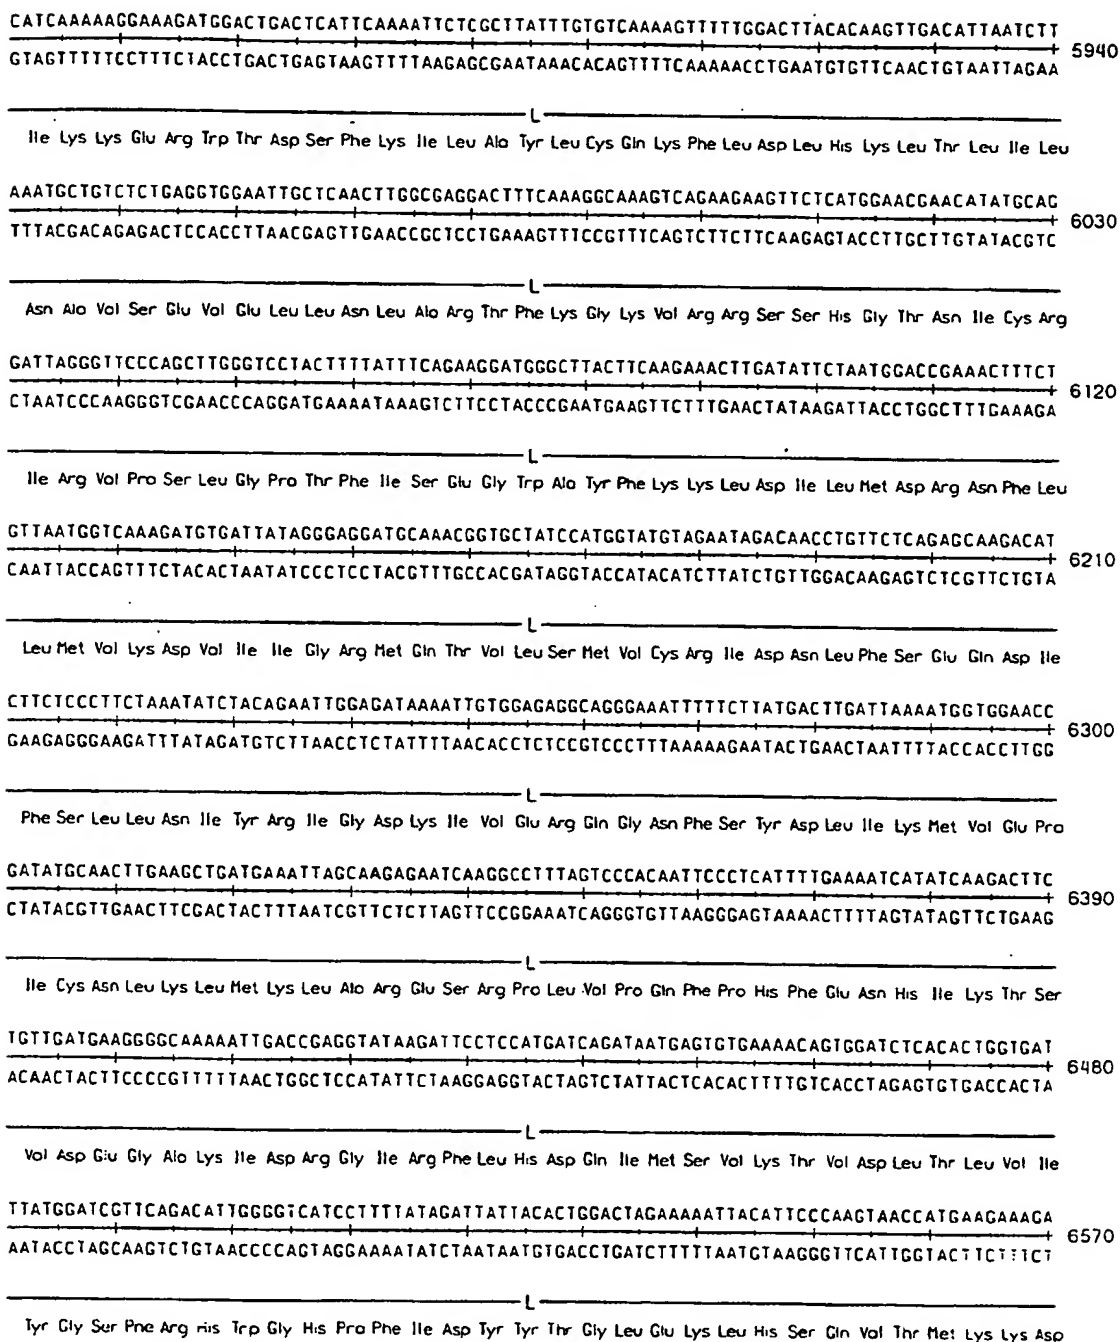 CATCAAAAAGGAAAGATGGACTGACTCATTCAAAATTCTCGCTTATTTGTGTCAAAAGTTTTTGGACTTACACAAGTTGACATTAATCTT
5940
GTAGTTTTTCCTTTCTACCTGACTGAGTAAGTTTTAAGAGCGAATAAACACAGTTTTCAAAAACCTGAATGTGTTCAACTGTAATTAGAA
L
Ile Lys Lys Glu Arg Trp Thr Asp Ser Phe Lys Ile Leu Ala Tyr Leu Cys Gln Lys Phe Leu Asp Leu His Lys Leu Thr Leu Ile Leu
AAATGCTGTCTCTGAGGTGGAATTGCTCAACTTGGCGAGGACTTTCAAAGGCAAAGTCAGAAGAAGTTCTCATGGAACGAACATATGCAG
6030
TTTACGACAGAGACTCCACCTTAACGAGTTGAACCGCTCCTGAAAGTTTCCGTTTCAGTCTTCTTCAAGAGTACCTTGCTTGTATACGTC
L
Asn Ala Val Ser Glu Val Glu Leu Leu Asn Leu Ala Arg Thr Phe Lys Gly Lys Val Arg Arg Ser Ser His Gly Thr Asn Ile Cys Arg
GATTAGGGTTCCCAGCTTGGGTCCTACTTTTATTTCAGAAGGATGGGCTTACTTCAAGAAACTTGATATTCTAATGGACCGAAACTTTCT
6120
CTAATCCCAAGGGTCGAACCCAGGATGAAAATAAAGTCTTCCTACCCGAATGAAGTTCTTTGAACTATAAGATTACCTGGCTTTGAAAGA
L
Ile Arg Val Pro Ser Leu Gly Pro Thr Phe Ile Ser Glu Gly Trp Ala Tyr Phe Lys Lys Leu Asp Ile Leu Met Asp Arg Asn Phe Leu
GTTAATGGTCAAAGATGTGATTATAGGGAGGATGCAAACGGTGCTATCCATGGTATGTAGAATAGACAACCTGTTCTCAGAGCAAGACAT
6210
CAATTACCAGTTTCTACACTAATATCCCTCCTACGTTTGCCACGATAGGTACCATACATCTTATCTGTTGGACAAGAGTCTCGTTCTGTA
L
Leu Met Val Lys Asp Val Ile Ile Gly Arg Met Gln Thr Val Leu Ser Met Val Cys Arg Ile Asp Asn Leu Phe Ser Glu Gln Asp Ile
CTTCTCCCTTCTAAATATCTACAGAATTGGAGATAAAATTGTGGAGAGGCAGGGAAATTTTTCTTATGACTTGATTAAAATGGTGGAACC
6300
GAAGAGGGAAGATTTATAGATGTCTTAACCTCTATTTTAACACCTCTCCGTCCCTTTAAAAAGAATACTGAACTAATTTTACCACCTTGG
L
Phe Ser Leu Leu Asn Ile Tyr Arg Ile Gly Asp Lys Ile Val Glu Arg Gln Gly Asn Phe Ser Tyr Asp Leu Ile Lys Met Val Glu Pro
GATATGCAACTTGAAGCTGATGAAATTAGCAAGAGAATCAAGGCCTTTAGTCCCACAATTCCCTCATTTTGAAAATCATATCAAGACTTC
6390
CTATACGTTGAACTTCGACTACTTTAATCGTTCTCTTAGTTCCGGAAATCAGGGTGTTAAGGGAGTAAAACTTTTAGTATAGTTCTGAAG
L
Ile Cys Asn Leu Lys Leu Met Lys Leu Ala Arg Glu Ser Arg Pro Leu Val Pro Gln Phe Pro His Phe Glu Asn His Ile Lys Thr Ser
TGTTGATGAAGGGGCAAAAATTGACCGAGGTATAAGATTCCTCCATGATCAGATAATGAGTGTGAAAACAGTGGATCTCACACTGGTGAT
6480
ACAACTACTTCCCCGTTTTTAACTGGCTCCATATTCTAAGGAGGTACTAGTCTATTACTCACACTTTTGTCACCTAGAGTGTGACCACTA
L
Val Asp Glu Gly Ala Lys Ile Asp Arg Gly Ile Arg Phe Leu His Asp Gln Ile Met Ser Val Lys Thr Val Asp Leu Thr Leu Val Ile
TTATGGATCGTTCAGACATTGGGGTCATCCTTTTATAGATTATTACACTGGACTAGAAAAATTACATTCCCAAGTAACCATGAAGAAAGA
6570
AATACCTAGCAAGTCTGTAACCCCAGTAGGAAAATATCTAATAATGTGACCTGATCTTTTTAATGTAAGGGTTCATTGGTACTTCTTTCT
L
Tyr Gly Ser Phe Arg His Trp Gly His Pro Phe Ile Asp Tyr Tyr Thr Gly Leu Glu Lys Leu His Ser Gln Val Thr Met Lys Lys Asp